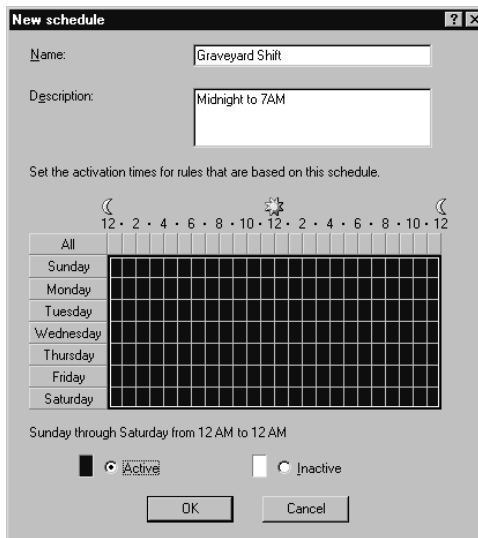 New schedule
Name:
Graveyard Shift
Description:
Midnight to 7AM
Set the activation times for rules that are based on this schedule.
12 · 2 · 4 · 6 · 8 · 10 · 12 · 2 · 4 · 6 · 8 · 10 · 12
All
Sunday
Monday
Tuesday
Wednesday
Thursday
Friday
Saturday
Sunday through Saturday from 12 AM to 12 AM
Active
Inactive
OK
Cancel